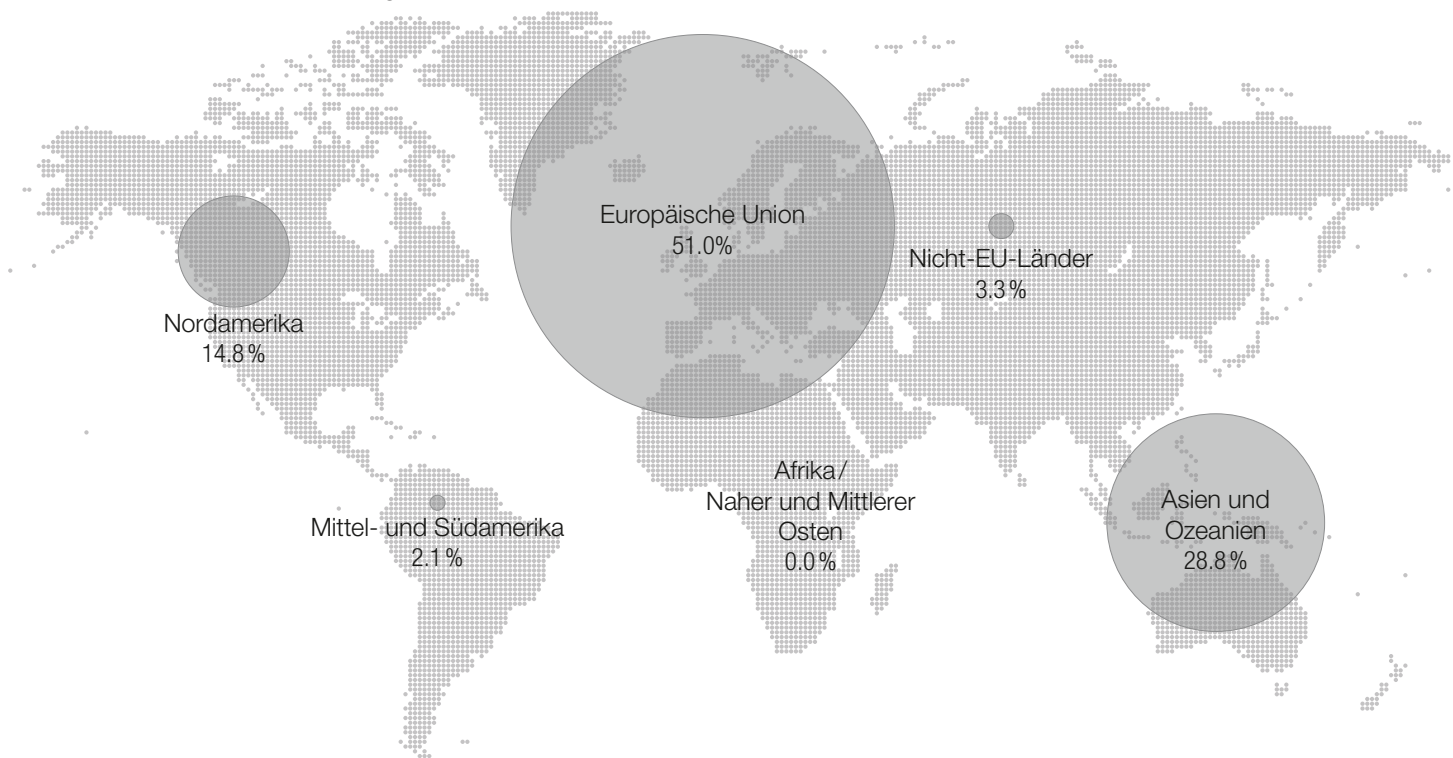 Europäische Union
51.0%
Nicht-EU-Länder
3.3%
Nordamerika
14.8%
Afrika/
Naher und Mittlerer
Osten
0.0%
Asien und
Ozeanien
28.8%
Mittel- und Südamerika
2.1%